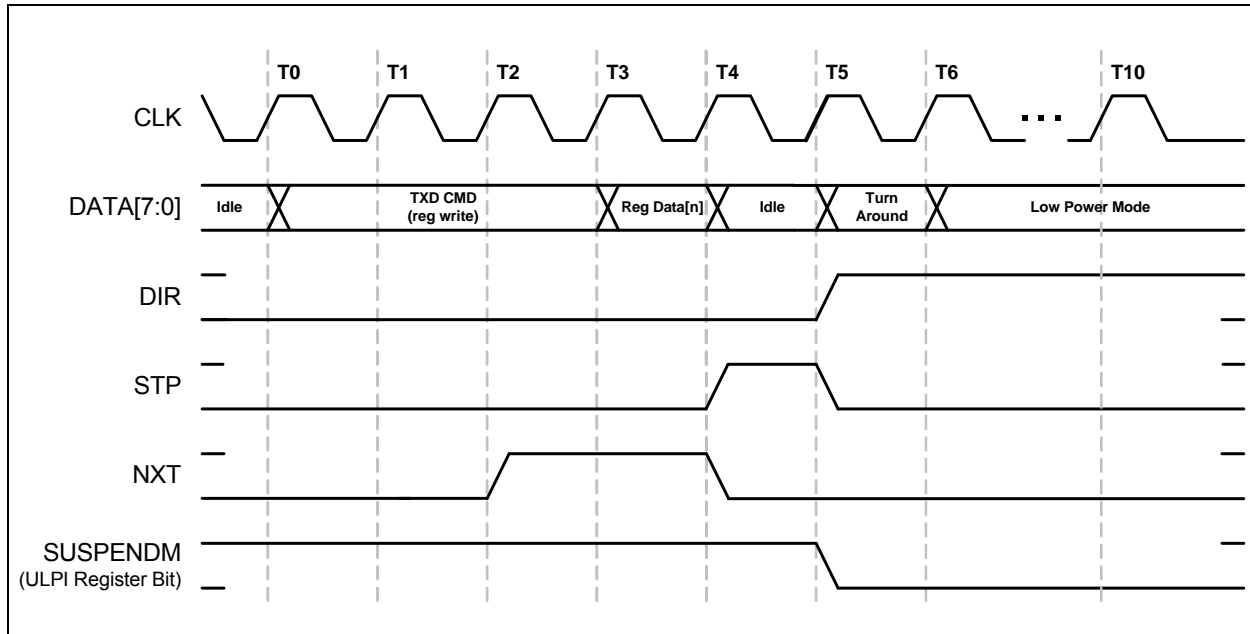 T0 T1 T2 T3 T4 T5 T6 T10
CLK
...
DATA[7:0]
Idle
TXD CMD
(reg write)
Reg Data[n]
Idle
Turn
Around
Low Power Mode
DIR
STP
NXT
SUSPENDM
(ULPI Register Bit)